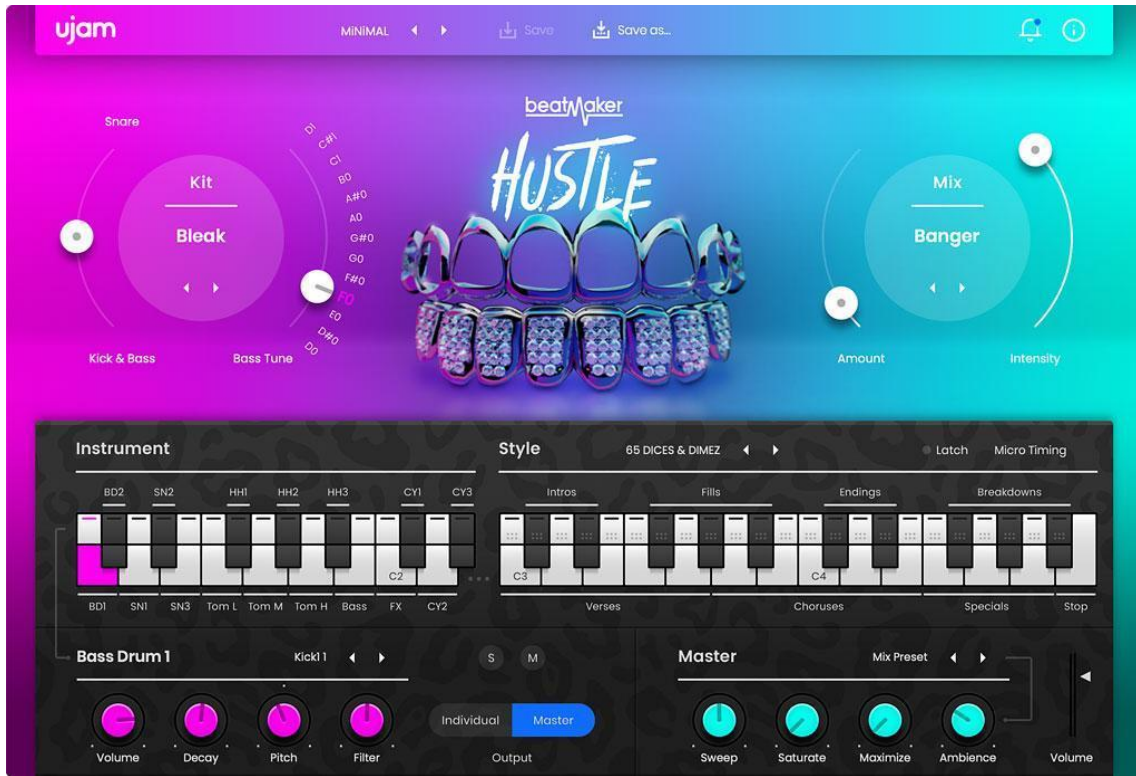 ujam
MiNiMAL
Save
Save as...
beatMaker
HUSTLE
Snare
Kit
Bleak
Kick & Bass
Bass Tune
D1
C#1
C1
B0
A#0
A0
G#0
G0
F#0
F0
E0
D#0
D0
Mix
Banger
Amount
Intensity
Instrument
BD2 SN2 HH1 HH2 HH3 CY1 CY3
C2
BD1 SN1 SN3 Tom L Tom M Tom H Bass FX CY2
Style
65 DICES & DIMEZ
Latch
Micro Timing
Intros Fills Endings Breakdowns
C3 C4
Verses Choruses Specials Stop
Bass Drum 1
Kick1 1
S M
Volume Decay Pitch Filter
Individual Master
Output
Master
Mix Preset
Sweep Saturate Maximize Ambience
Volume